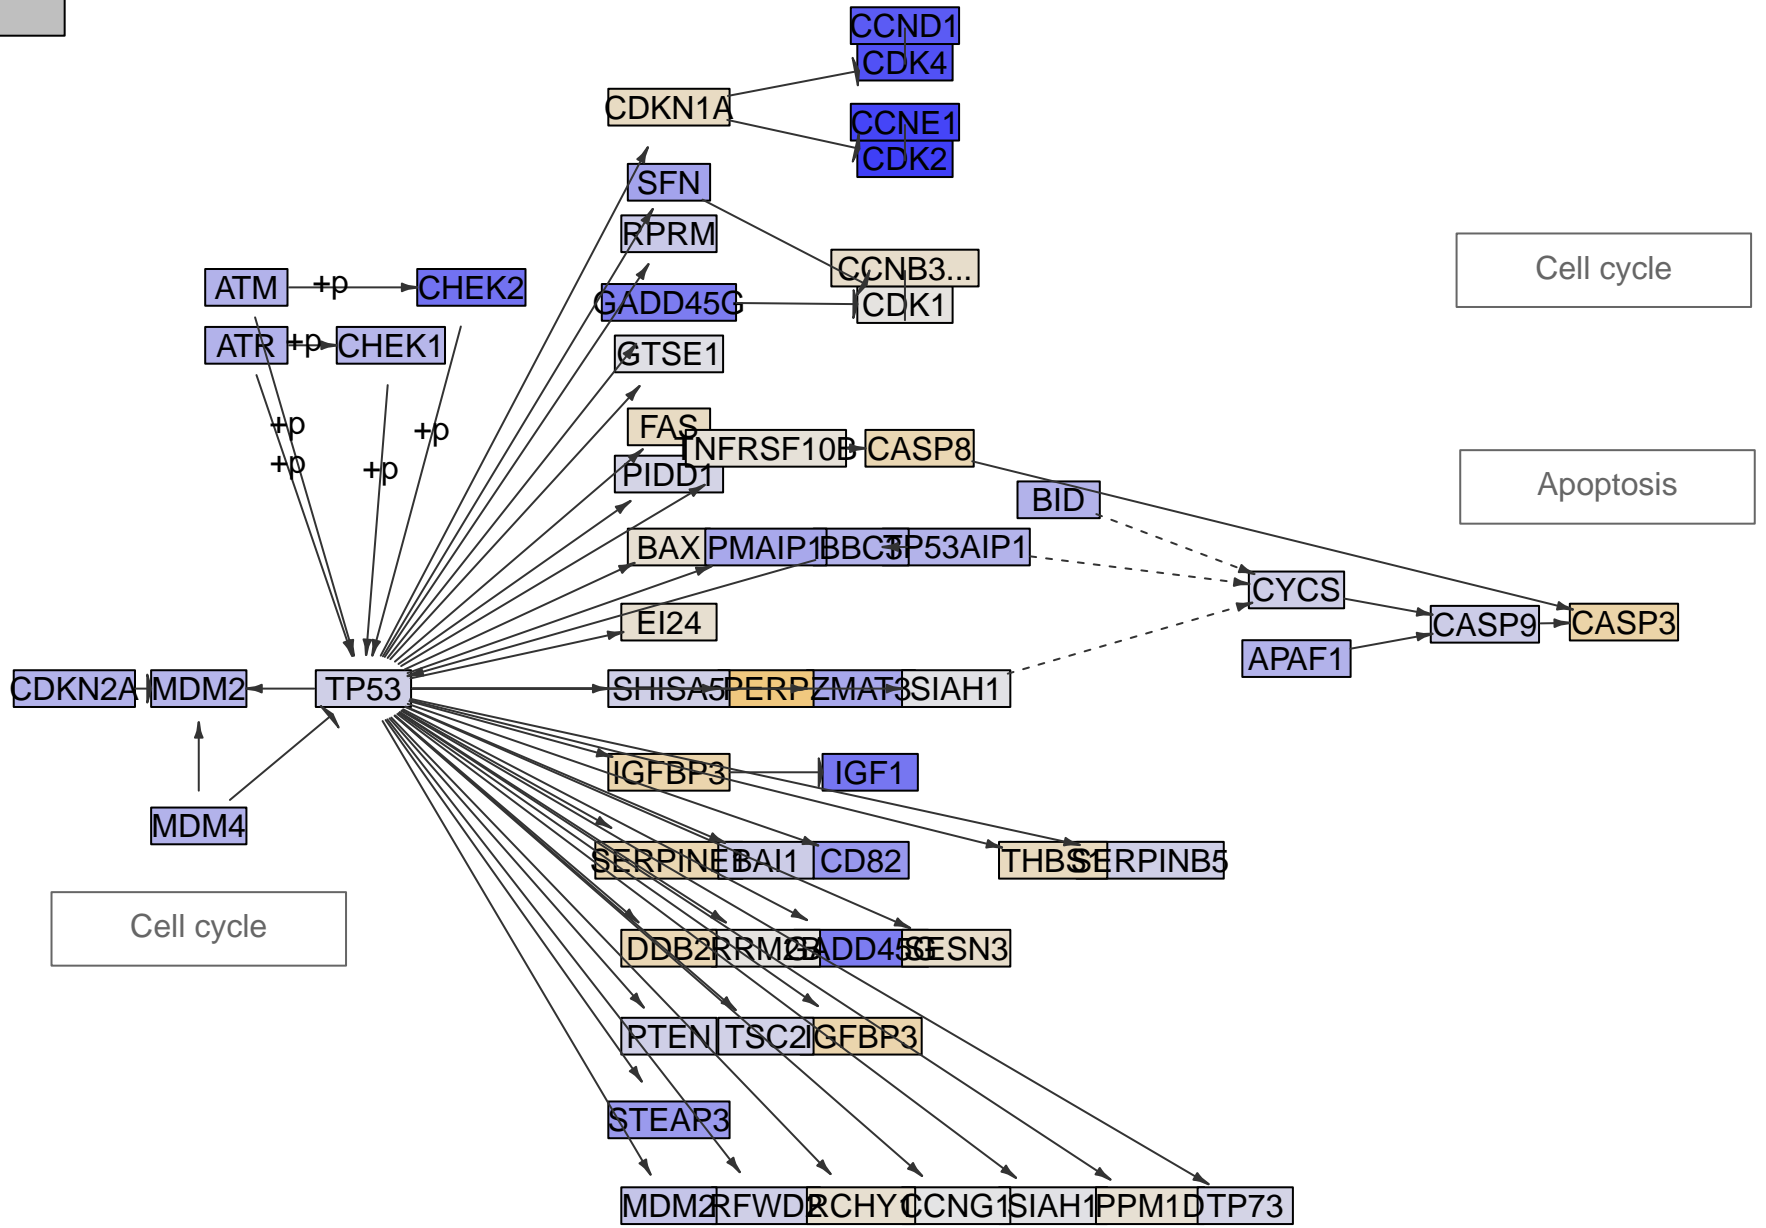 CCND1
CDK4
CDKN1A
CCNE1
CDK2
SFN
RPRM
CCNB3...
Cell cycle
ATM
+p
CHEK2
GADD45G
CDK1
ATR
+p
CHEK1
GTSE1
FAS
+p
+p
TNFRSF10B
CASP8
+p
+p
PIDD1
Apoptosis
BID
BAX
PMAIP1
BBC3
TP53AIP1
CYCS
EI24
CASP9
CASP3
APAF1
CDKN2A
MDM2
TP53
SHISA5
PERP
ZMAT3
SIAH1
IGFBP3
IGF1
MDM4
SERPINE1
BAI1
CD82
THBS1
SERPINB5
Cell cycle
DDB2
RRM2B
GADD45G
SESN3
PTEN
TSC2
IGFBP3
STEAP3
MDM2
RFWD2
RCHY1
CCNG1
SIAH1
PPM1D
TP73